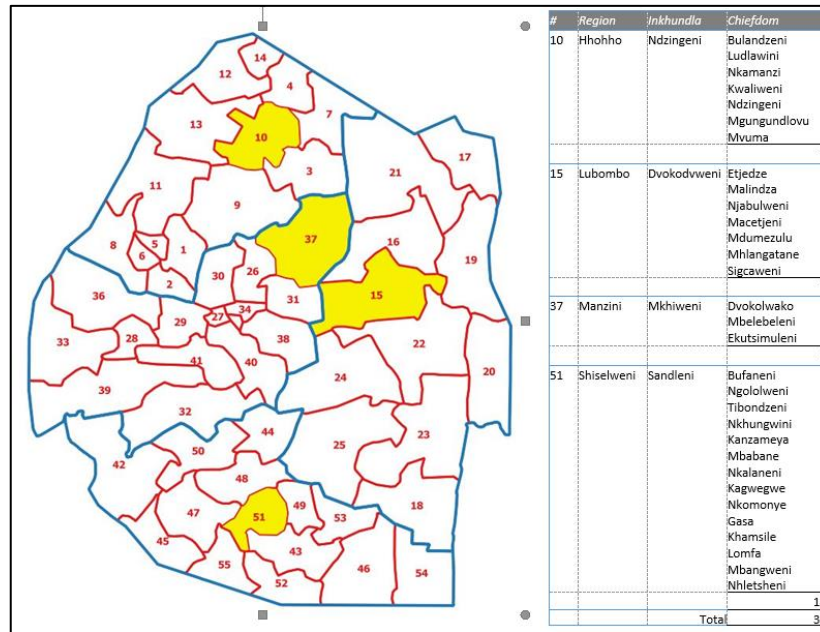 14
12
4
7
13
10
17
3
21
11
9
37
16
19
8
5
6
1
2
30
26
15
36
31
29
27
34
28
33
38
22
20
41
40
24
39
32
44
23
25
42
50
48
18
47
51
49
53
45
43
55
52
46
54
# Region Inkhundla Chiefdom
10 Hhohho Ndzingeni Bulandzeni
Ludlawini
Nkamanzi
Kwaliweni
Ndzingeni
Mgungundlovu
Mvuma
15 Lubombo Dvokodvweni Etjedze
Malindza
Njabulweni
Macetjeni
Mdumezulu
Mhlangatane
Sigcaweni
37 Manzini Mkhiweni Dvokolwako
Mbelebeleni
Ekutsimuleni
51 Shiselweni Sandleni Bufaneni
Ngololweni
Tibondzeni
Nkhungwini
Kanzameya
Mbabane
Nkalaneni
Kagwegwe
Nkomonye
Gasa
Khamsile
Lomfa
Mbangweni
Nhletsheni
1
Total 3